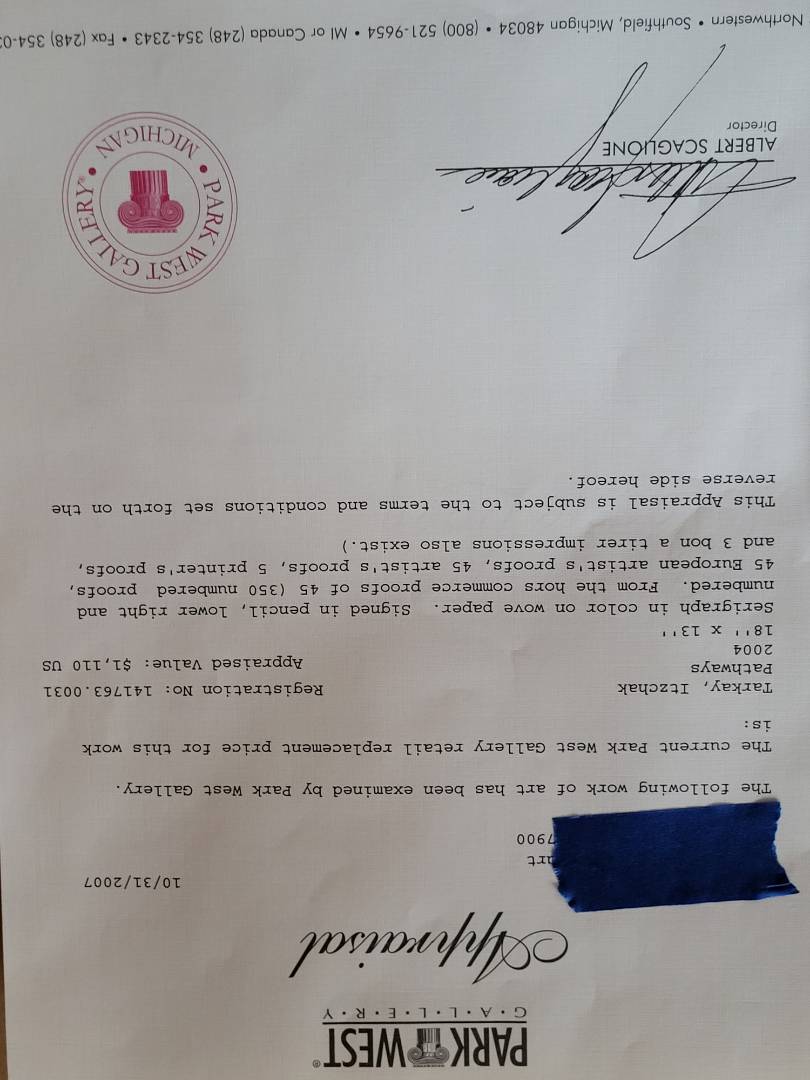 PARK WEST®
G•A•L•L•E•R•Y
Appraisal
10/31/2007
art
7900
The following work of art has been examined by Park West Gallery.
The current Park West Gallery retail replacement price for this work
is:
Tarkay, Itzchak Registration No: 141763.0031
Pathways Appraised Value: $1,110 US
2004
18'' x 13''
Serigraph in color on wove paper. Signed in pencil, lower right and
numbered. From the hors commerce proofs of 45 (350 numbered proofs,
45 European artist's proofs, 45 artist's proofs, 5 printer's proofs,
and 3 bon a tirer impressions also exist.)
This Appraisal is subject to the terms and conditions set forth on the
reverse side hereof.
ALBERT SCAGLIONE
Director
PARK WEST GALLERY® • MICHIGAN •
Northwestern • Southfield, Michigan 48034 • (800) 521-9654 • MI or Canada (248) 354-2343 • Fax (248) 354-0